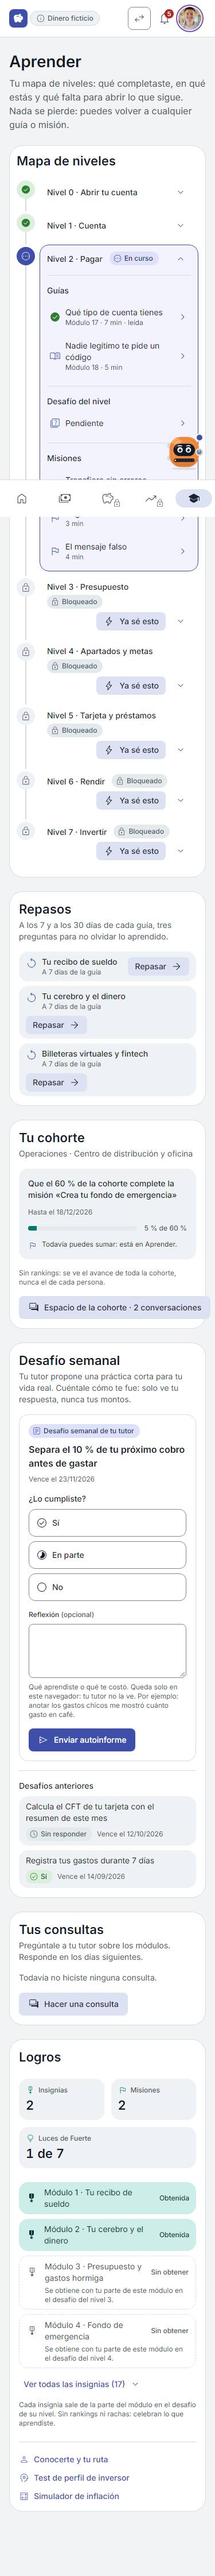 Dinero ficticio
5
Aprender
Tu mapa de niveles: qué completaste, en qué
estás y qué falta para abrir lo que sigue.
Nada se pierde: puedes volver a cualquier
guía o misión.
Mapa de niveles
Nivel 0 · Abrir tu cuenta
Nivel 1 · Cuenta
Nivel 2 · Pagar
En curso
Guías
Qué tipo de cuenta tienes
Módulo 17 · 7 min · leída
Nadie legítimo te pide un
código
Módulo 18 · 5 min
Desafío del nivel
Pendiente
Misiones
3 min
El mensaje falso
4 min
Nivel 3 · Presupuesto
Bloqueado
Ya sé esto
Nivel 4 · Apartados y metas
Bloqueado
Ya sé esto
Nivel 5 · Tarjeta y préstamos
Bloqueado
Ya sé esto
Nivel 6 · Rendir
Bloqueado
Ya sé esto
Nivel 7 · Invertir
Bloqueado
Ya sé esto
Repasos
A los 7 y a los 30 días de cada guía, tres
preguntas para no olvidar lo aprendido.
Tu recibo de sueldo
A 7 días de la guía
Repasar
Tu cerebro y el dinero
A 7 días de la guía
Repasar
Billeteras virtuales y fintech
A 7 días de la guía
Repasar
Tu cohorte
Operaciones · Centro de distribución y oficina
Que el 60 % de la cohorte complete la
misión «Crea tu fondo de emergencia»
Hasta el 18/12/2026
5 % de 60 %
Todavía puedes sumar: está en Aprender.
Sin rankings: se ve el avance de toda la cohorte,
nunca el de cada persona.
Espacio de la cohorte · 2 conversaciones
Desafío semanal
Tu tutor propone una práctica corta para tu
vida real. Cuéntale cómo te fue: solo ve tu
respuesta, nunca tus montos.
Desafío semanal de tu tutor
Separa el 10 % de tu próximo cobro
antes de gastar
Vence el 23/11/2026
¿Lo cumpliste?
Sí
En parte
No
Reflexión (opcional)
Qué aprendiste o qué te costó. Queda solo en
este navegador: tu tutor no la ve. Por ejemplo:
anotar los gastos chicos me mostró cuánto
gasto en café.
Enviar autoinforme
Desafíos anteriores
Calcula el CFT de tu tarjeta con el
resumen de este mes
Sin responder
Vence el 12/10/2026
Registra tus gastos durante 7 días
Sí
Vence el 14/09/2026
Tus consultas
Pregúntale a tu tutor sobre los módulos.
Responde en los días siguientes.
Todavía no hiciste ninguna consulta.
Hacer una consulta
Logros
Insignias
2
Misiones
2
Luces de Fuerte
1 de 7
Módulo 1 · Tu recibo de
sueldo
Obtenida
Módulo 2 · Tu cerebro y el
dinero
Obtenida
Módulo 3 · Presupuesto y
gastos hormiga
Sin obtener
Se obtiene con tu parte de este módulo en
el desafío del nivel 3.
Módulo 4 · Fondo de
emergencia
Sin obtener
Se obtiene con tu parte de este módulo en
el desafío del nivel 4.
Ver todas las insignias (17)
Cada insignia sale de la parte del módulo en el desafío
de su nivel. Sin rankings ni rachas: celebran lo que
aprendiste.
Conocerte y tu ruta
Test de perfil de inversor
Simulador de inflación